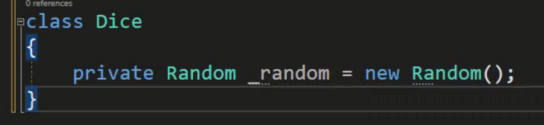 0 references
class Dice
{
private Random _random = new Random();
}